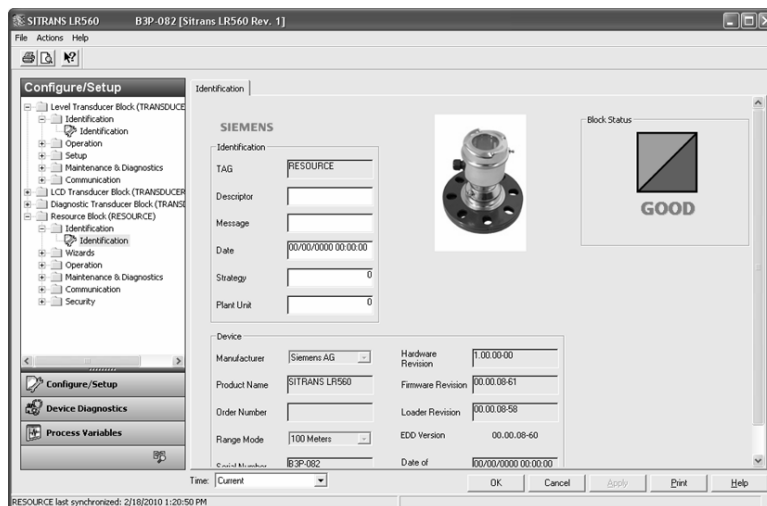 SITRANS LR560 B3P-082 [Sitrans LR560 Rev. 1]
File Actions Help
Configure/Setup
Level Transducer Block (TRANSDUCE
Identification
Identification
Operation
Setup
Maintenance & Diagnostics
Communication
LCD Transducer Block (TRANSDUCER
Diagnostic Transducer Block (TRANSI
Resource Block (RESOURCE)
Identification
Identification
Wizards
Operation
Maintenance & Diagnostics
Communication
Security
Configure/Setup
Device Diagnostics
Process Variables
Identification
SIEMENS
Identification
TAG RESOURCE
Descriptor
Message
Date 00/00/0000 00:00:00
Strategy 0
Plant Unit 0
Block Status
GOOD
Device
Manufacturer Siemens AG
Product Name SITRANS LR560
Order Number
Range Mode 100 Meters
Serial Number B3P-082
Hardware
Revision 1.00.00-00
Firmware Revision 00.00.08-61
Loader Revision 00.00.08-58
EDD Version 00.00.08-60
Date of 00/00/0000 00:00:00
Time: Current
OK Cancel Apply Print Help
RESOURCE last synchronized: 2/18/2010 1:20:50 PM